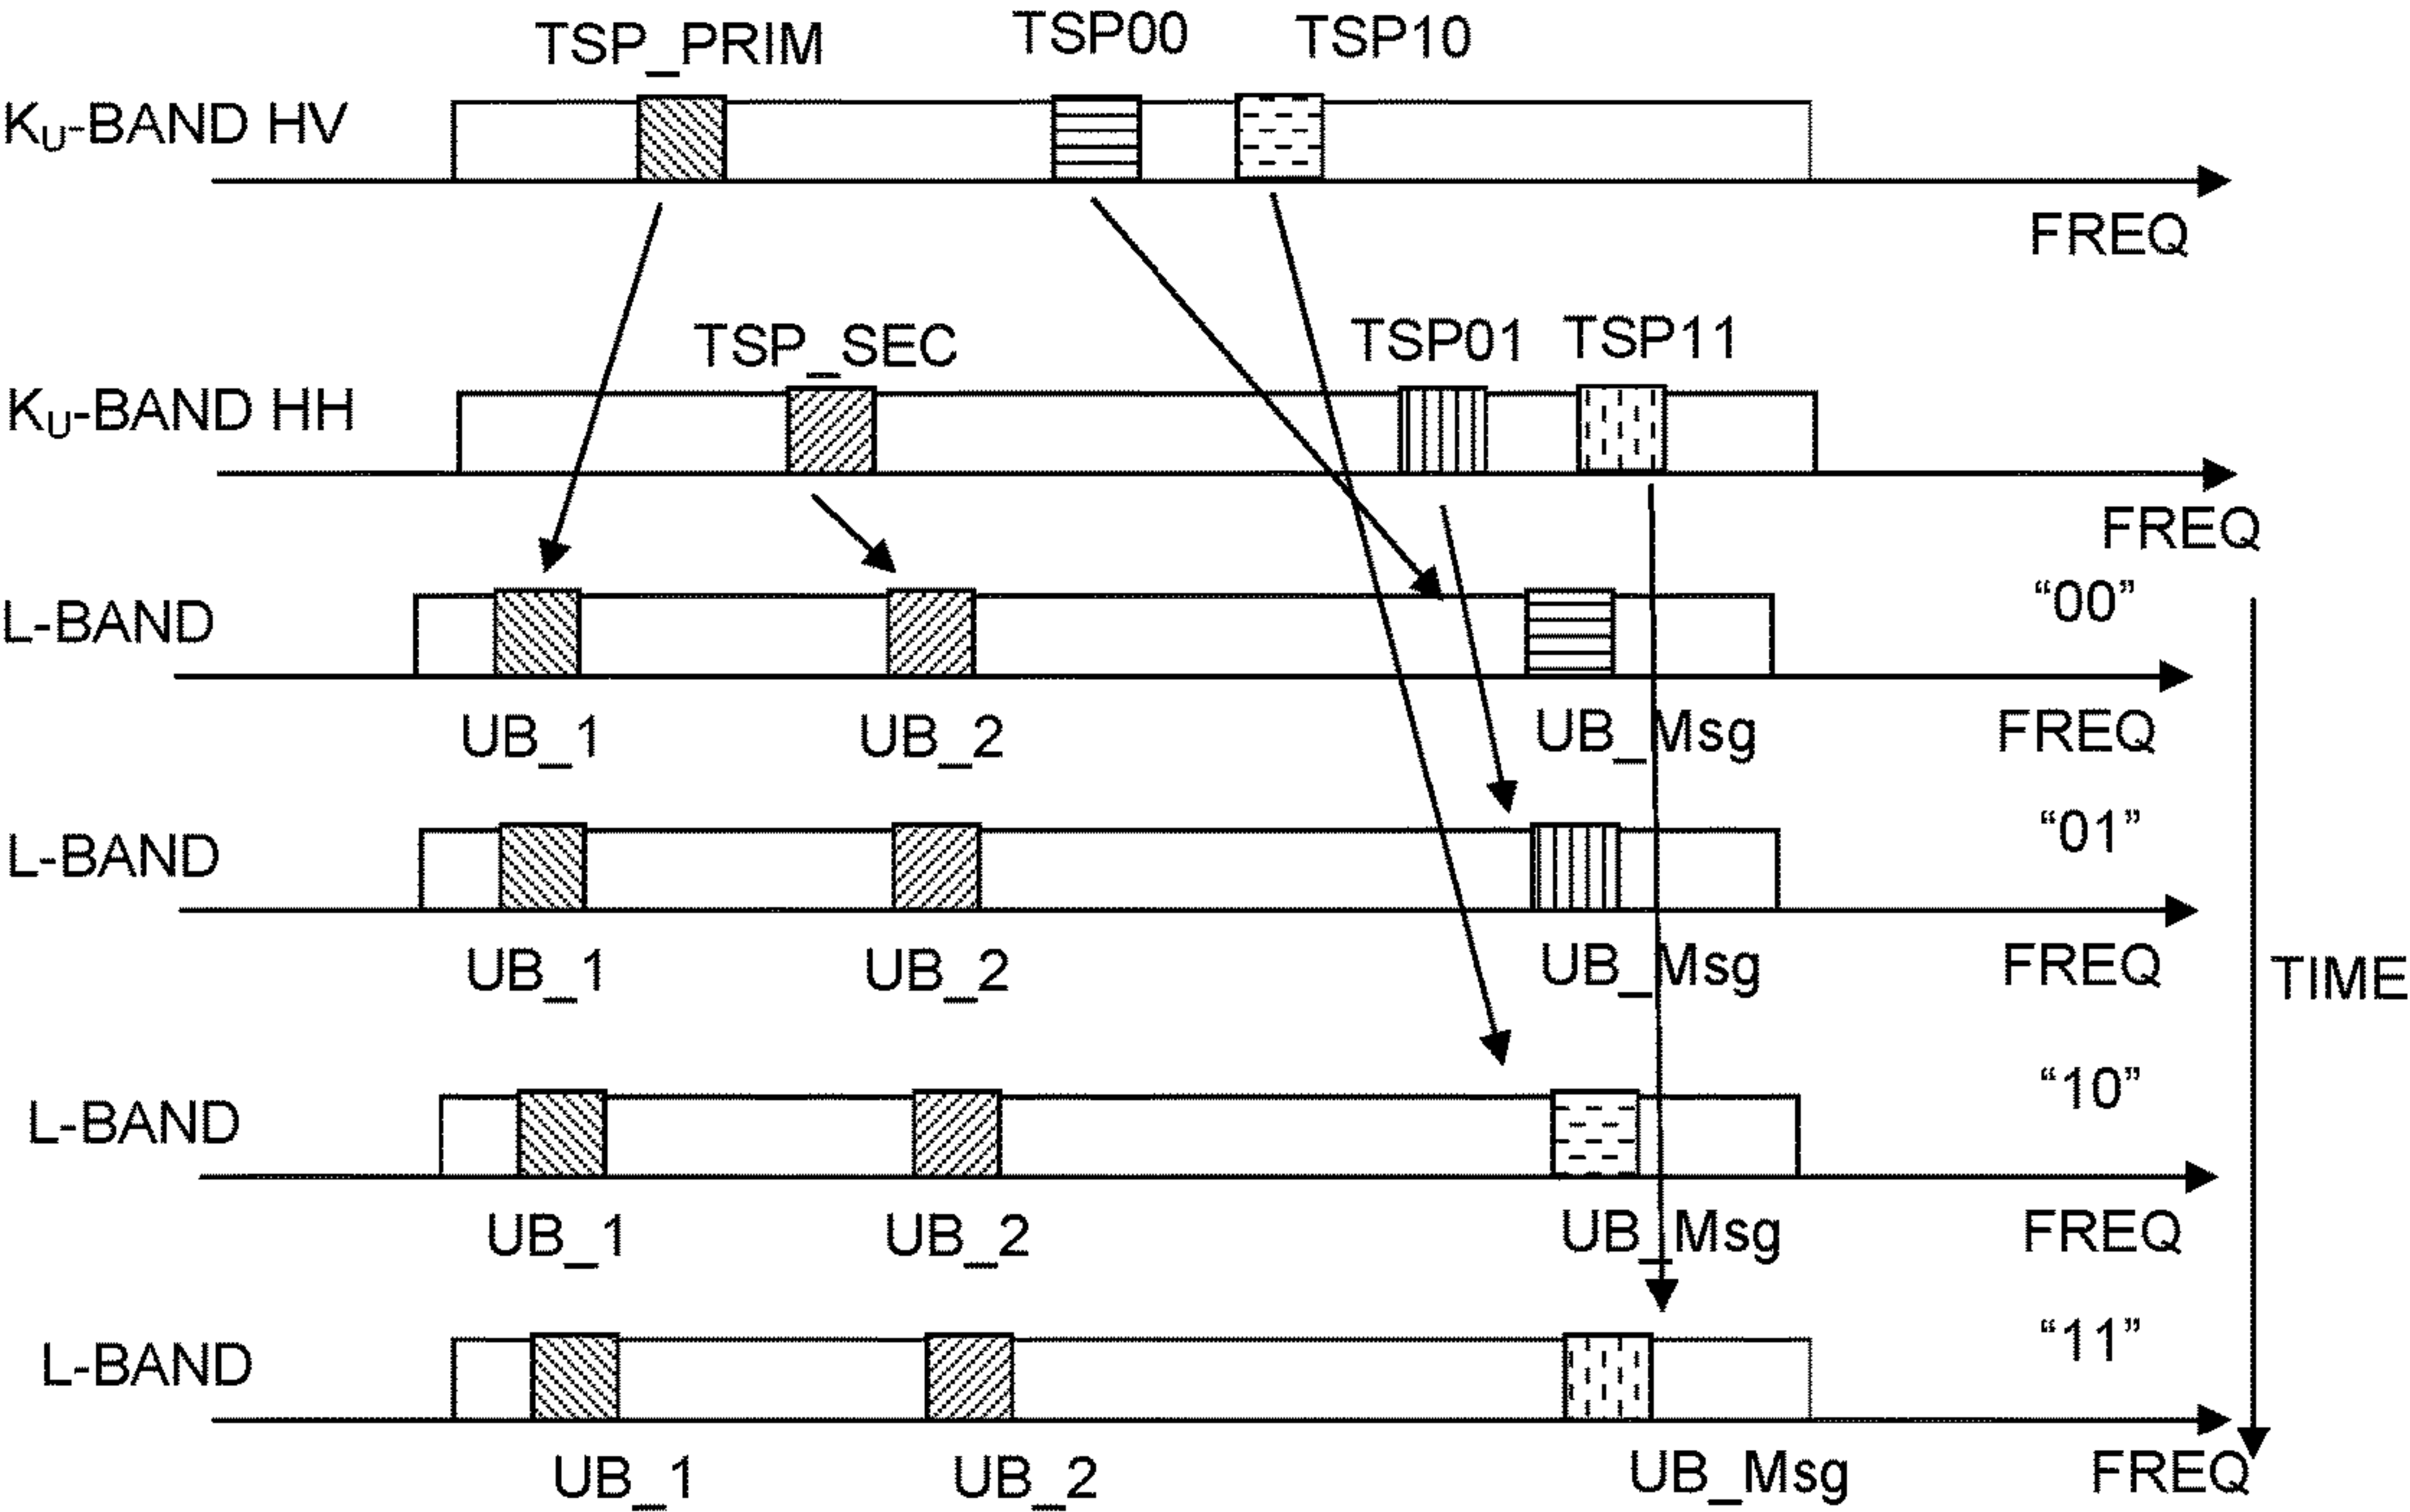 TSP_PRIM TSP00 TSP10
KU-BAND HV
FREQ
TSP_SEC TSP01 TSP11
KU-BAND HH
FREQ
L-BAND "00"
UB_1 UB_2 UB_Msg FREQ
L-BAND "01"
UB_1 UB_2 UB_Msg FREQ
TIME
L-BAND "10"
UB_1 UB_2 UB_Msg FREQ
L-BAND "11"
UB_1 UB_2 UB_Msg FREQ